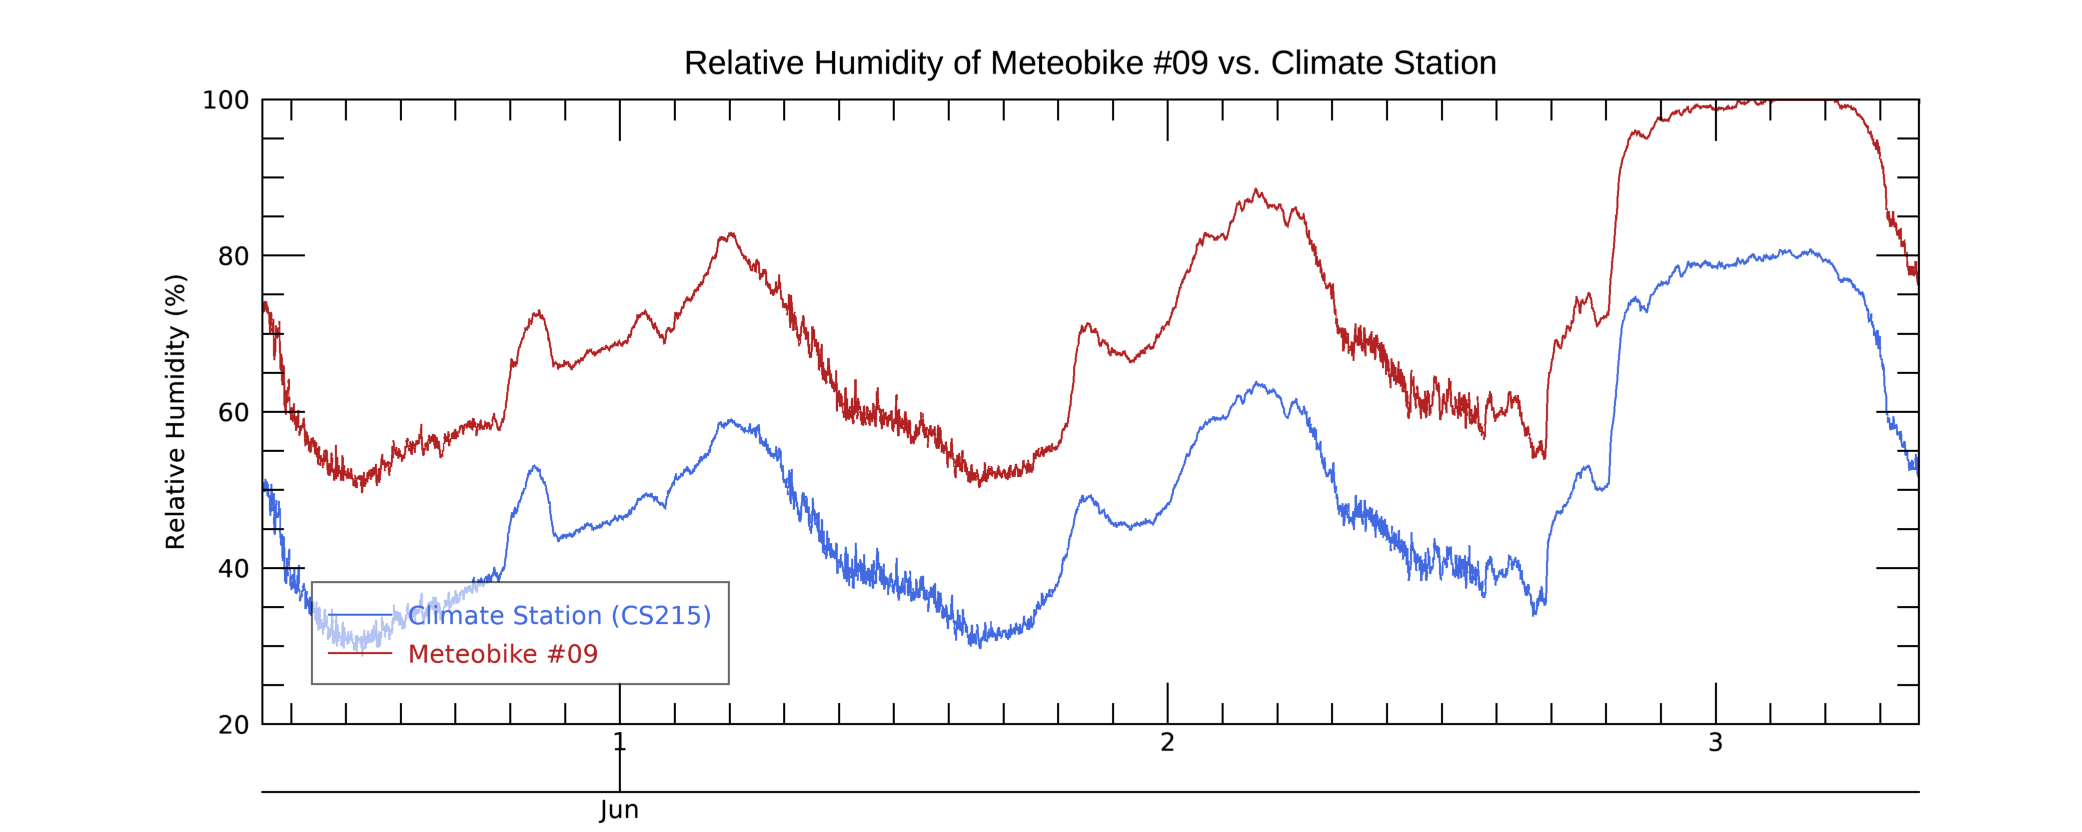 Relative Humidity of Meteobike #09 vs. Climate Station
Relative Humidity (%)
100
80
60
40
20
Climate Station (CS215)
Meteobike #09
1 2 3
Jun